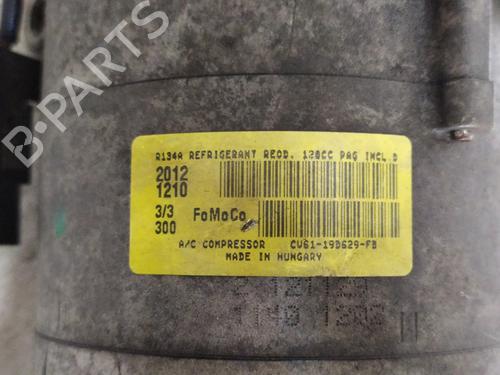 R134A REFRIGERANT REQD. 120CC PAG INCL.D
2012
1210
3/3
300
FoMoCo
A/C COMPRESSOR CV61-19D629-FB
MADE IN HUNGARY